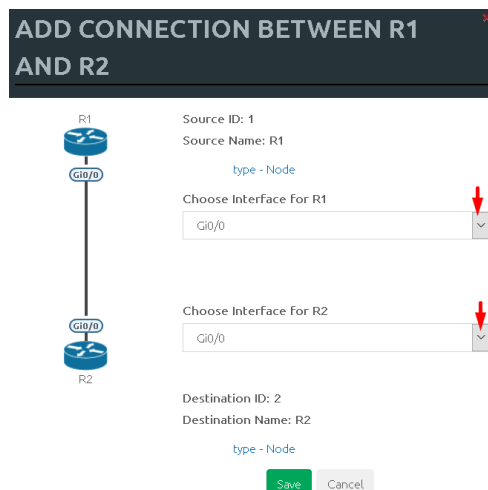 ADD CONNECTION BETWEEN R1
AND R2
R1
Source ID: 1
Source Name: R1
Gi0/0
type - Node
Choose Interface for R1
Gi0/0
Choose Interface for R2
Gi0/0
Gi0/0
R2
Destination ID: 2
Destination Name: R2
type - Node
Save
Cancel